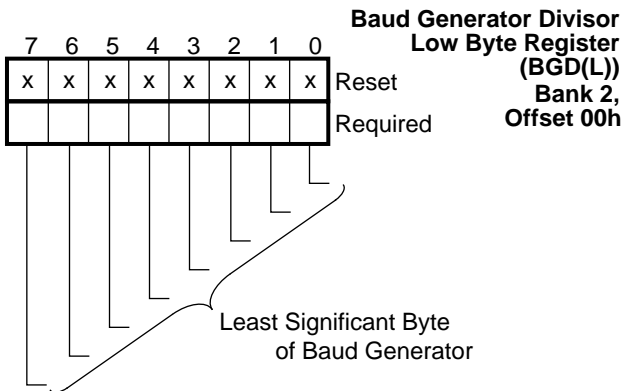 Baud Generator Divisor
Low Byte Register
(BGD(L))
Bank 2,
Offset 00h
7 6 5 4 3 2 1 0
x x x x x x x x Reset
Required
Least Significant Byte
of Baud Generator